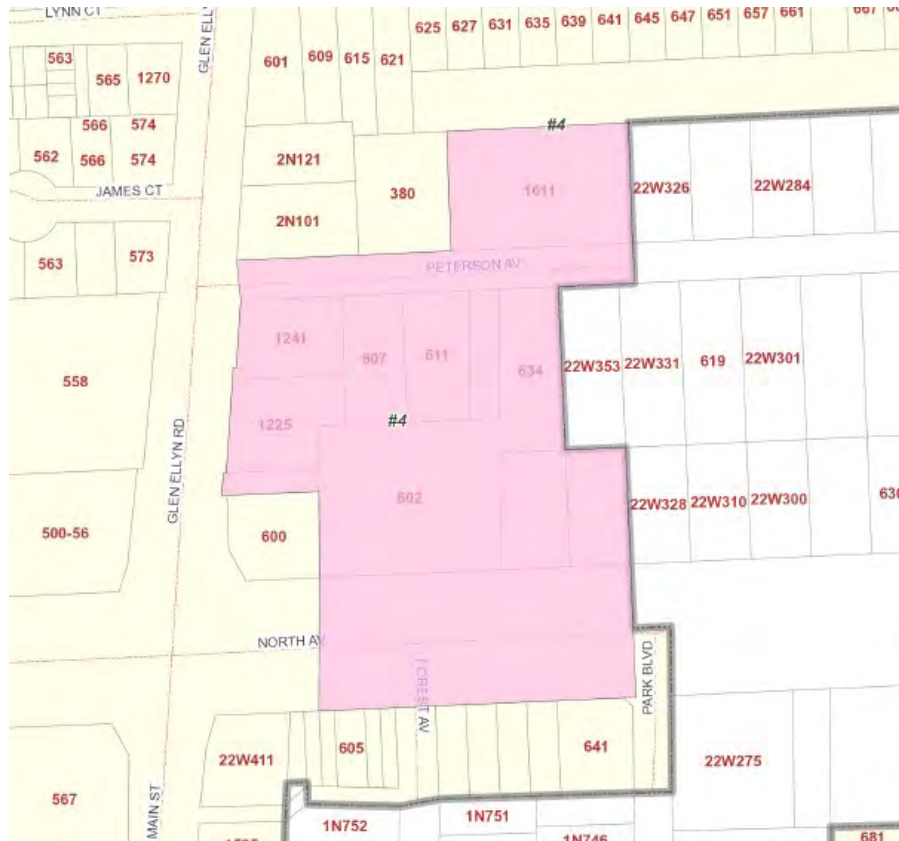 LYNN CT
GLEN ELLY
625 627 631 635 639 641 645 647 651 657 661 667
563
601 609 615 621
565 1270
566 574
#4
562 566 574
2N121
380
1611
22W326 22W284
JAMES CT
2N101
563 573
PETERSON AV
1241
607 611
634
22W353 22W331 619 22W301
558
1225
#4
GLEN ELLYN RD
602
22W328 22W310 22W300 630
500-56
600
NORTH AV
FOREST AV
PARK BLVD
605
641
22W411
22W275
567
MAIN ST
1N752
1N751
1N746
681